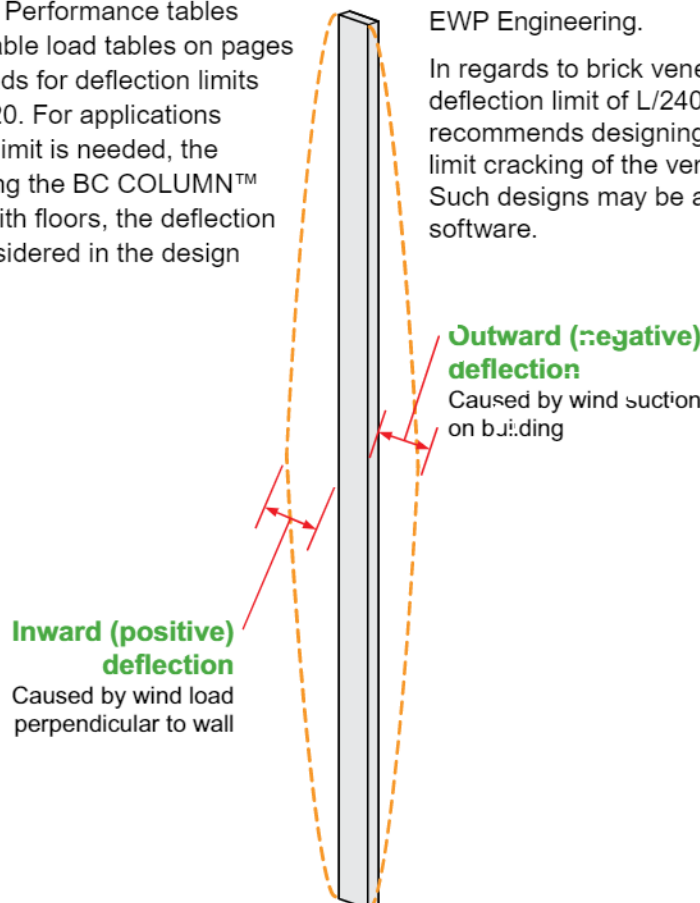 Performance tables
able load tables on pages
ds for deflection limits
20. For applications
imit is needed, the
ng the BC COLUMN™
ith floors, the deflection
sidered in the design
EWP Engineering.
In regards to brick vene
deflection limit of L/240
recommends designing
limit cracking of the ver
Such designs may be a
software.
Outward (negative)
deflection
Caused by wind suction
on building
Inward (positive)
deflection
Caused by wind load
perpendicular to wall